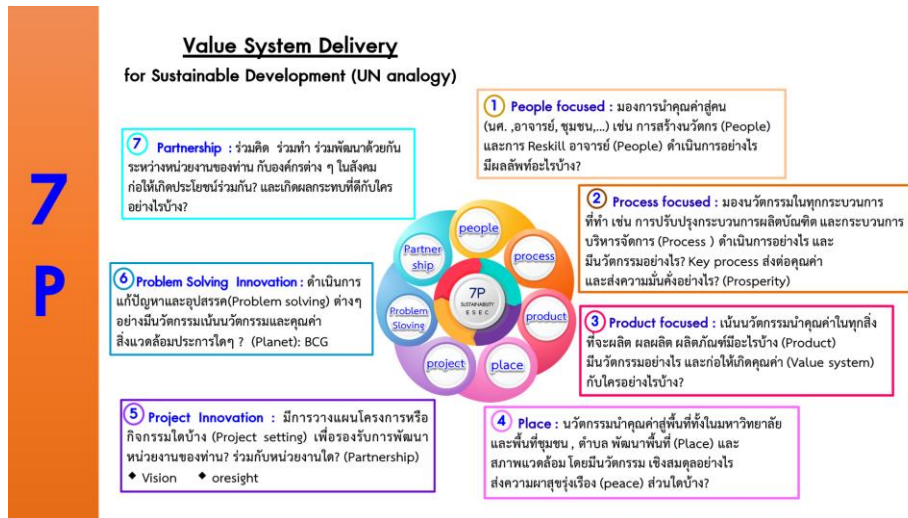 7
P
Value System Delivery
for Sustainable Development (UN analogy)
1 People focused : มองการนำคุณค่าสู่คน
(นศ. ,อาจารย์, ชุมชน,...) เช่น การสร้างนวัตกร (People)
และการ Reskill อาจารย์ (People) ดำเนินการอย่างไร
มีผลลัพท์อะไรบ้าง?
2 Process focused : มองนวัตกรรมในทุกกระบวนการ
ที่ทำ เช่น การปรับปรุงกระบวนการผลิตบัณฑิต และกระบวนการ
บริหารจัดการ (Process ) ดำเนินการอย่างไร และ
มีนวัตกรรมอย่างไร? Key process ส่งต่อคุณค่า
และส่งความมั่นคั่งอย่างไร? (Prosperity)
3 Product focused : เน้นนวัตกรรมนำคุณค่าในทุกสิ่ง
ที่จะผลิต ผลผลิต ผลิตภัณฑ์มีอะไรบ้าง (Product)
มีนวัตกรรมอย่างไร และก่อให้เกิดคุณค่า (Value system)
กับใครอย่างไรบ้าง?
4 Place : นวัตกรรมนำคุณค่าสู่พื้นที่ทั้งในมหาวิทยาลัย
และพื้นที่ชุมชน , ตำบล พัฒนาพื้นที่ (Place) และ
สภาพแวดล้อม โดยมีนวัตกรรม เชิงสมดุลอย่างไร
ส่งความผาสุขรุ่งเรือง (peace) ส่วนใดบ้าง?
5 Project Innovation : มีการวางแผนโครงการหรือ
กิจกรรมใดบ้าง (Project setting) เพื่อรองรับการพัฒนา
หน่วยงานของท่าน? ร่วมกับหน่วยงานใด? (Partnership)
◆ Vision ◆ oresight
6 Problem Solving Innovation : ดำเนินการ
แก้ปัญหาและอุปสรรค(Problem solving) ต่างๆ
อย่างมีนวัตกรรมเน้นนวัตกรรมและคุณค่า
สิ่งแวดล้อมประการใดๆ ? (Planet): BCG
7 Partnership : ร่วมคิด ร่วมทำ ร่วมพัฒนาด้วยกัน
ระหว่างหน่วยงานของท่าน กับองค์กรต่าง ๆ ในสังคม
ก่อให้เกิดประโยชน์ร่วมกัน? และเกิดผลกระทบที่ดีกับใคร
อย่างไรบ้าง?
people
process
product
place
project
Problem
Sloving
Partner
ship
7P
SUSTAINABILITY
ESEC